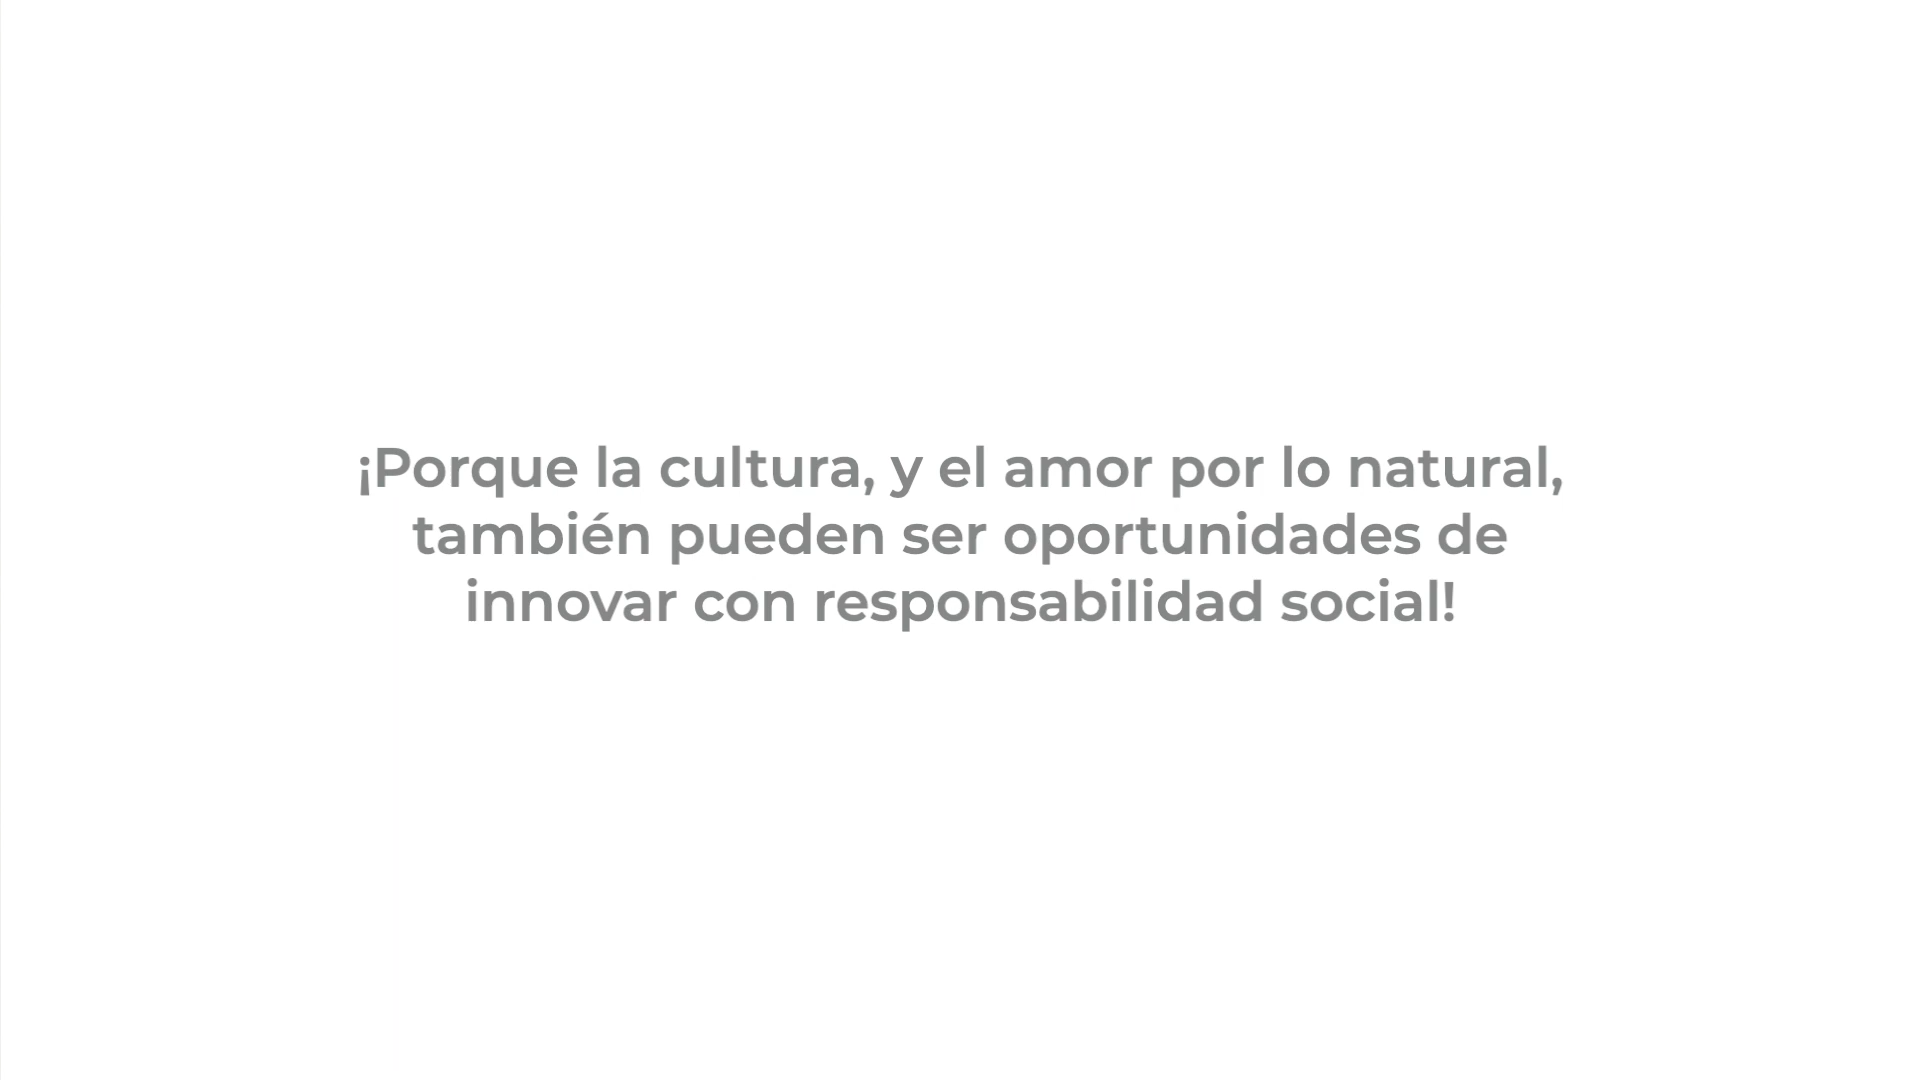 ¡Porque la cultura, y el amor por lo natural,
también pueden ser oportunidades de
innovar con responsabilidad social!